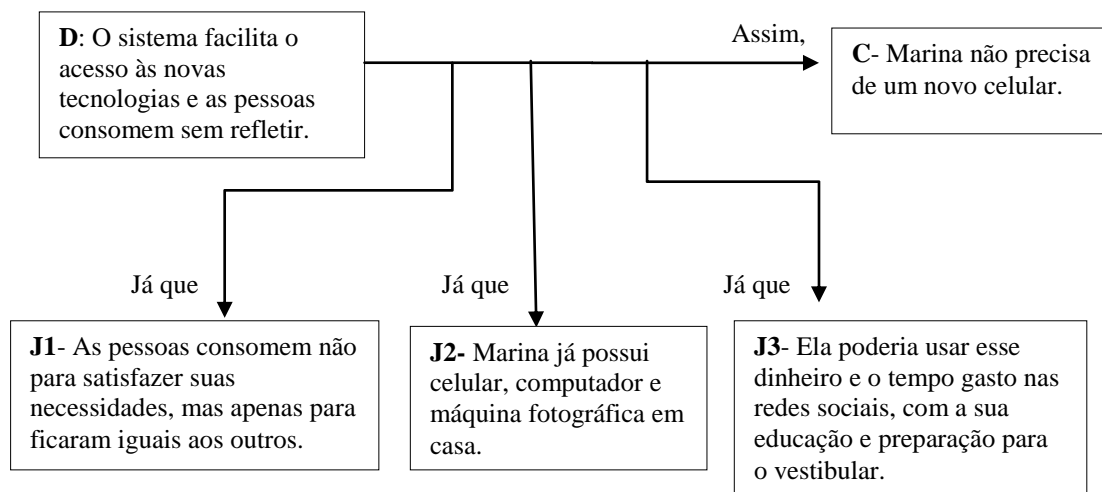 D: O sistema facilita o
acesso às novas
tecnologias e as pessoas
consomem sem refletir.
Assim,
C- Marina não precisa
de um novo celular.
Já que
Já que
Já que
J1- As pessoas consomem não
para satisfazer suas
necessidades, mas apenas para
ficaram iguais aos outros.
J2- Marina já possui
celular, computador e
máquina fotográfica em
casa.
J3- Ela poderia usar esse
dinheiro e o tempo gasto nas
redes sociais, com a sua
educação e preparação para
o vestibular.